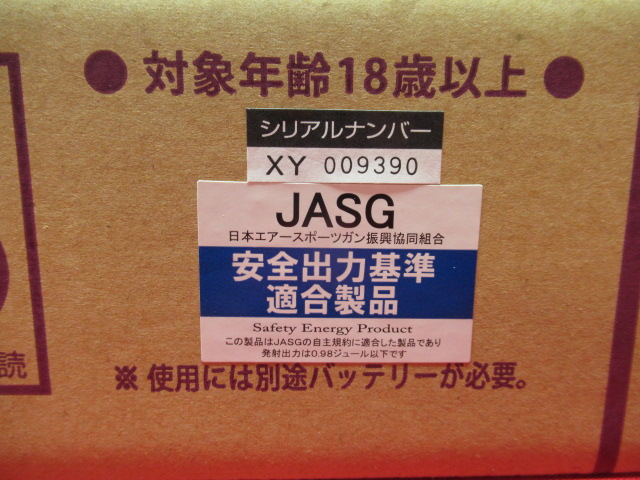 ● 対象年齢18歳以上 ●
シリアルナンバー
XY 009390
JASG
日本エアースポーツガン振興協同組合
安全出力基準
適合製品
Safety Energy Product
この製品はJASGの自主規約に適合した製品であり
発射出力は0.98ジュール以下です
読
※ 使用には別途バッテリーが必要。